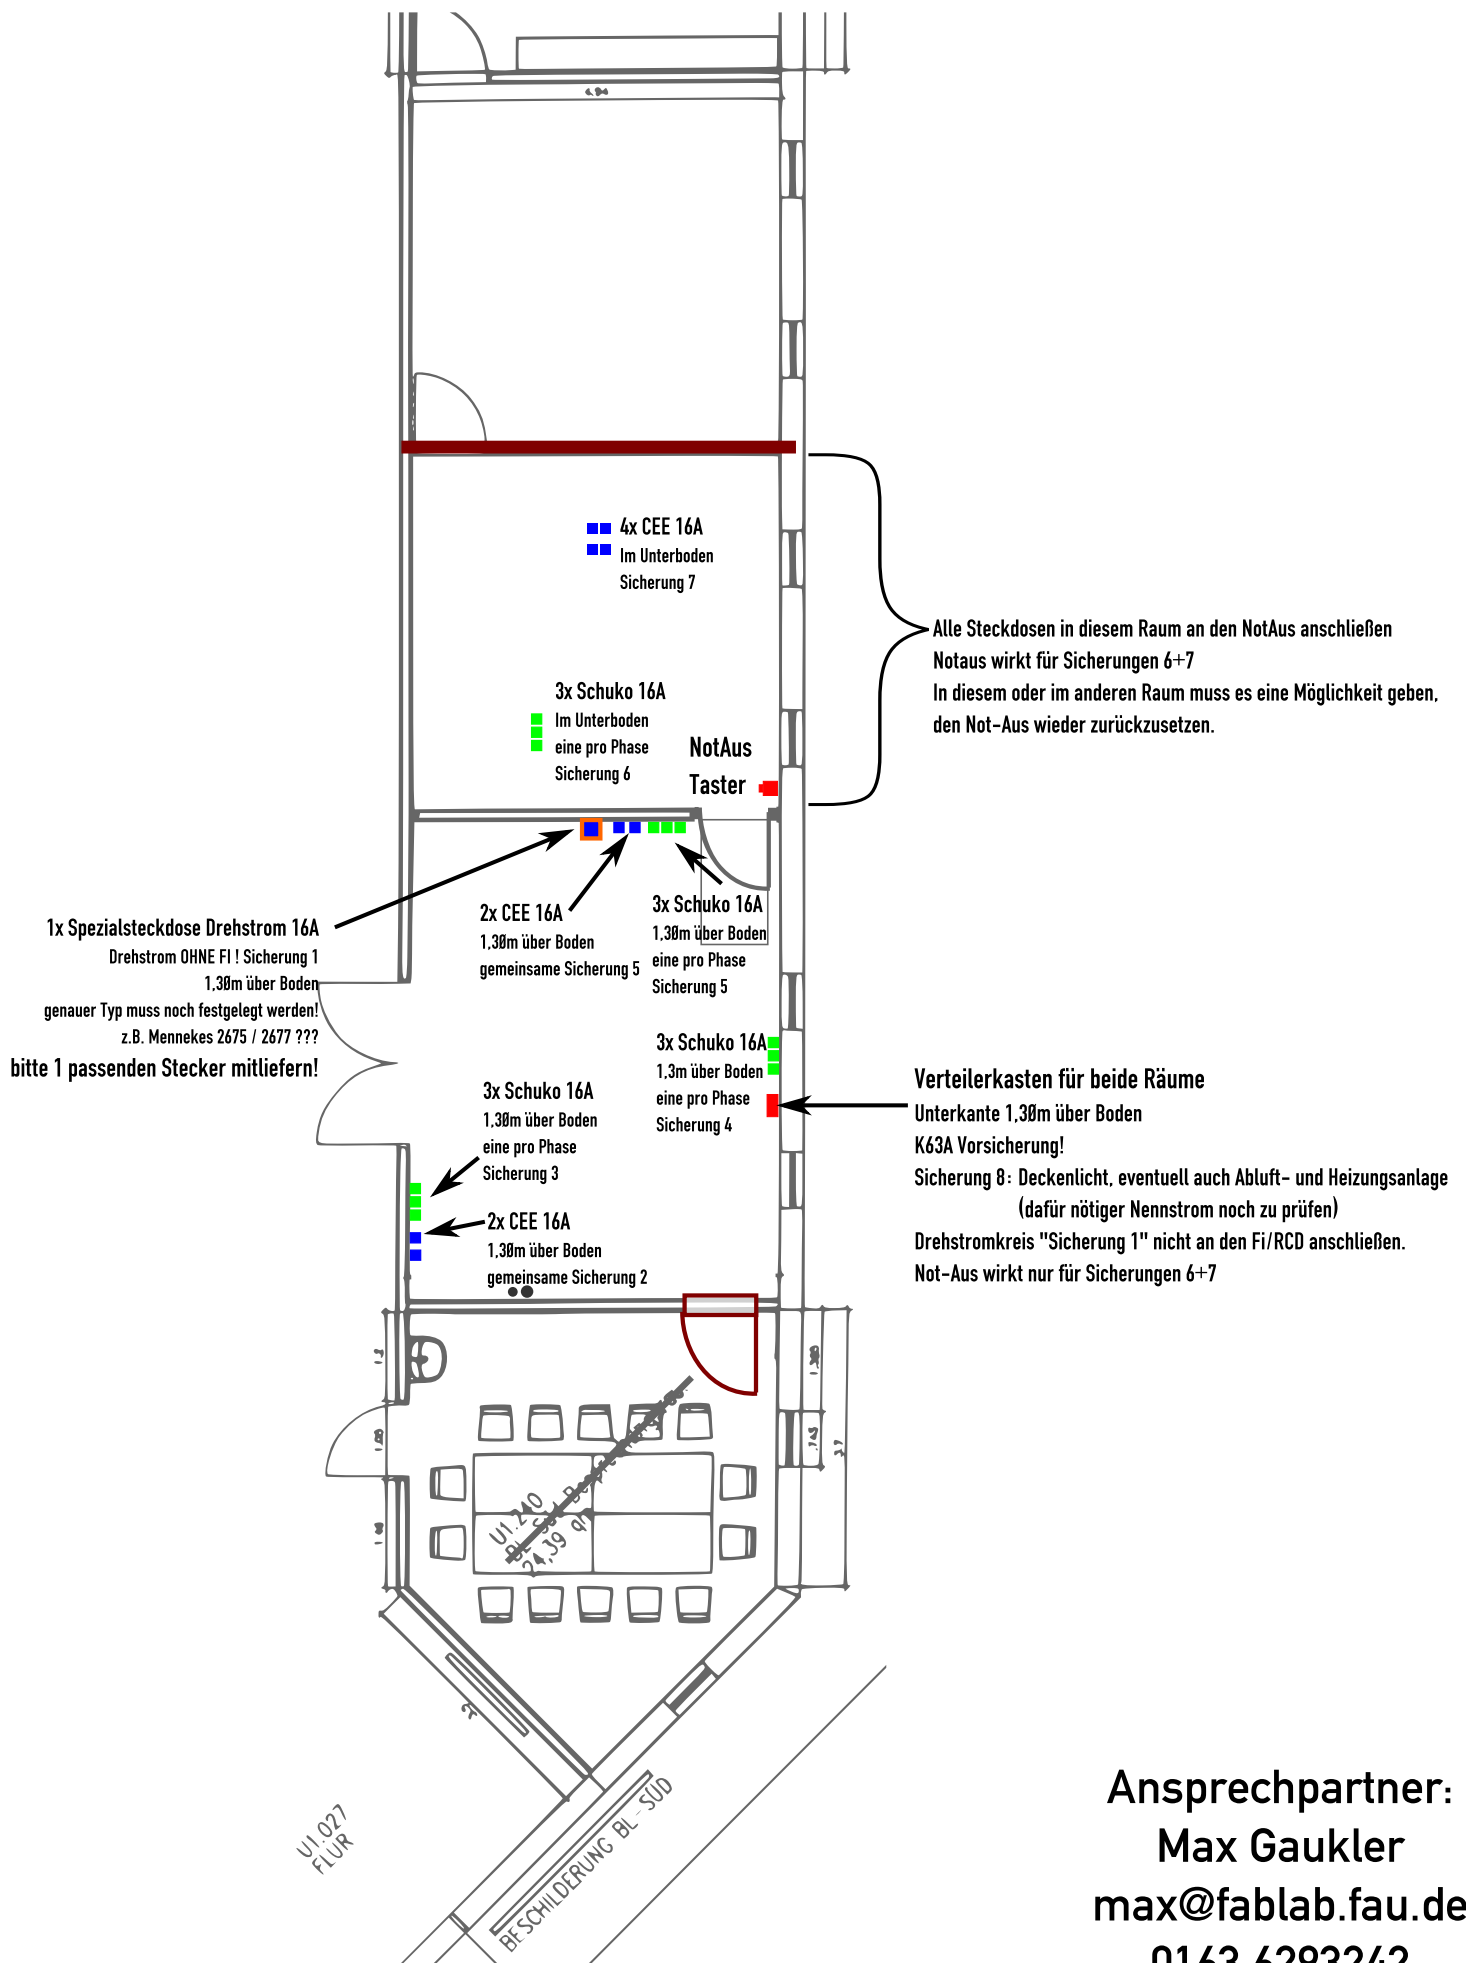 4x CEE 16A
Im Unterboden
Sicherung 7
Alle Steckdosen in diesem Raum an den NotAus anschließen
Notaus wirkt für Sicherungen 6+7
In diesem oder im anderen Raum muss es eine Möglichkeit geben,
den Not-Aus wieder zurückzusetzen.
3x Schuko 16A
Im Unterboden
eine pro Phase
Sicherung 6
NotAus
Taster
1x Spezialsteckdose Drehstrom 16A
Drehstrom OHNE FI ! Sicherung 1
1,30m über Boden
genauer Typ muss noch festgelegt werden!
z.B. Mennekes 2675 / 2677 ???
bitte 1 passenden Stecker mitliefern!
2x CEE 16A
1,30m über Boden
gemeinsame Sicherung 5
3x Schuko 16A
1,30m über Boden
eine pro Phase
Sicherung 5
3x Schuko 16A
1,3m über Boden
eine pro Phase
Sicherung 4
3x Schuko 16A
1,30m über Boden
eine pro Phase
Sicherung 3
2x CEE 16A
1,30m über Boden
gemeinsame Sicherung 2
Verteilerkasten für beide Räume
Unterkante 1,30m über Boden
K63A Vorsicherung!
Sicherung 8: Deckenlicht, eventuell auch Abluft- und Heizungsanlage
(dafür nötiger Nennstrom noch zu prüfen)
Drehstromkreis "Sicherung 1" nicht an den Fi/RCD anschließen.
Not-Aus wirkt nur für Sicherungen 6+7
U1.240
24,39
U1.027
FLUR
BESCHILDERUNG BL-SÜD
Ansprechpartner:
Max Gaukler
max@fablab.fau.de
0163 6293242